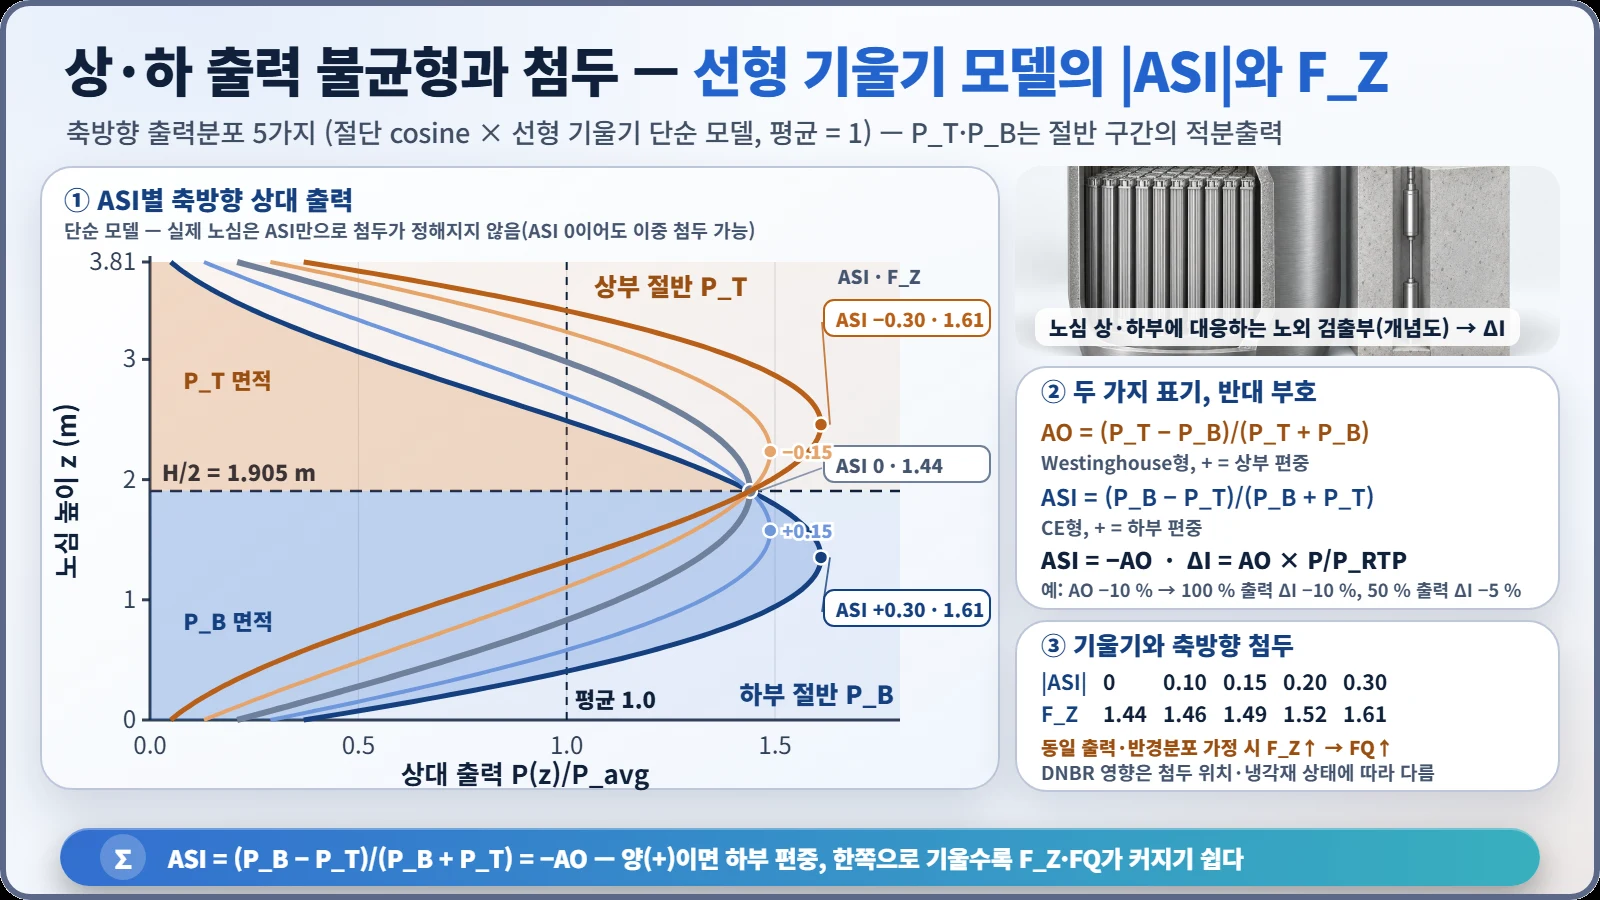 상·하 출력 불균형과 첨두 — 선형 기울기 모델의 |ASI|와 F_Z
축방향 출력분포 5가지 (절단 cosine × 선형 기울기 단순 모델, 평균 = 1) — P_T·P_B는 절반 구간의 적분출력
① ASI별 축방향 상대 출력
단순 모델 — 실제 노심은 ASI만으로 첨두가 정해지지 않음(ASI 0이어도 이중 첨두 가능)
3.81
3
2
1
0
노심 높이 z (m)
상부 절반 P_T
ASI · F_Z
ASI −0.30 · 1.61
P_T 면적
−0.15
ASI 0 · 1.44
H/2 = 1.905 m
+0.15
ASI +0.30 · 1.61
P_B 면적
평균 1.0
하부 절반 P_B
0.0
0.5
1.0
1.5
상대 출력 P(z)/P_avg
노심 상·하부에 대응하는 노외 검출부(개념도) → ΔI
② 두 가지 표기, 반대 부호
AO = (P_T − P_B)/(P_T + P_B)
Westinghouse형, + = 상부 편중
ASI = (P_B − P_T)/(P_B + P_T)
CE형, + = 하부 편중
ASI = −AO · ΔI = AO × P/P_RTP
예: AO −10 % → 100 % 출력 ΔI −10 %, 50 % 출력 ΔI −5 %
③ 기울기와 축방향 첨두
|ASI| 0 0.10 0.15 0.20 0.30
F_Z 1.44 1.46 1.49 1.52 1.61
동일 출력·반경분포 가정 시 F_Z↑ → FQ↑
DNBR 영향은 첨두 위치·냉각재 상태에 따라 다름
Σ ASI = (P_B − P_T)/(P_B + P_T) = −AO — 양(+)이면 하부 편중, 한쪽으로 기울수록 F_Z·FQ가 커지기 쉽다